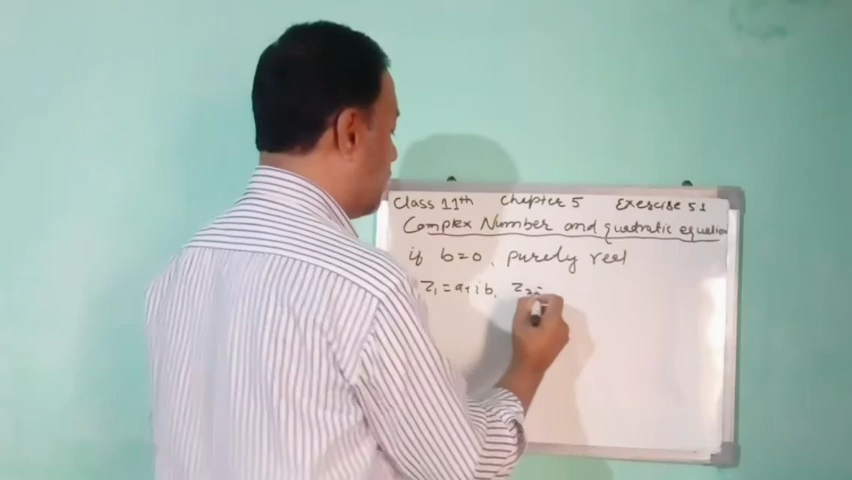 Class 11th Chapter 5 Exercise 5.1
Complex Number and quadratic equation
if b=0, purely real
Z₁=a+ib, Z₂=